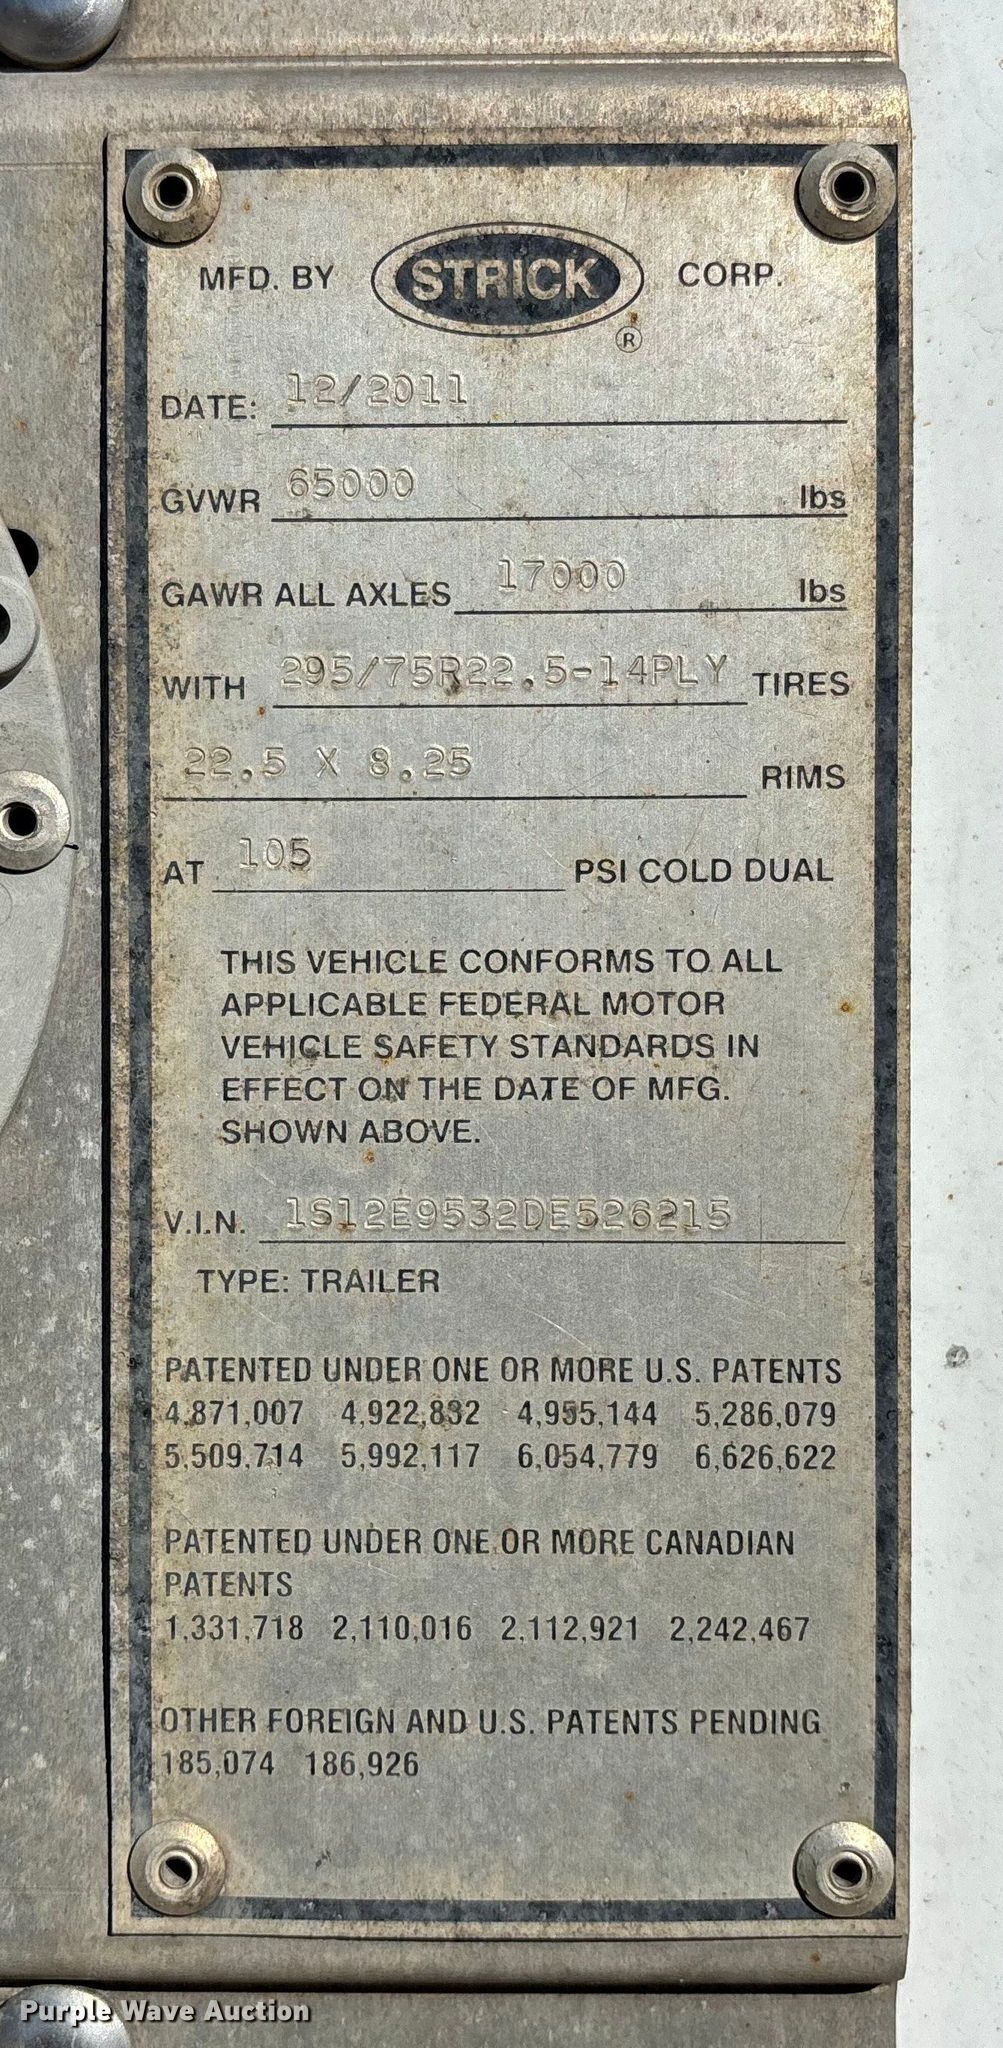 MFD. BY STRICK ® CORP.
DATE: 12/2011
GVWR 65000 lbs
GAWR ALL AXLES 17000 lbs
WITH 295/75R22.5-14PLY TIRES
22.5 X 8.25 RIMS
AT 105 PSI COLD DUAL
THIS VEHICLE CONFORMS TO ALL
APPLICABLE FEDERAL MOTOR
VEHICLE SAFETY STANDARDS IN
EFFECT ON THE DATE OF MFG.
SHOWN ABOVE.
V.I.N. 1S12E9532DE526215
TYPE: TRAILER
PATENTED UNDER ONE OR MORE U.S. PATENTS
4,871,007 4,922,832 4,955,144 5,286,079
5,509,714 5,992,117 6,054,779 6,626,622
PATENTED UNDER ONE OR MORE CANADIAN
PATENTS
1,331,718 2,110,016 2,112,921 2,242,467
OTHER FOREIGN AND U.S. PATENTS PENDING
185,074 186,926
Purple Wave Auction